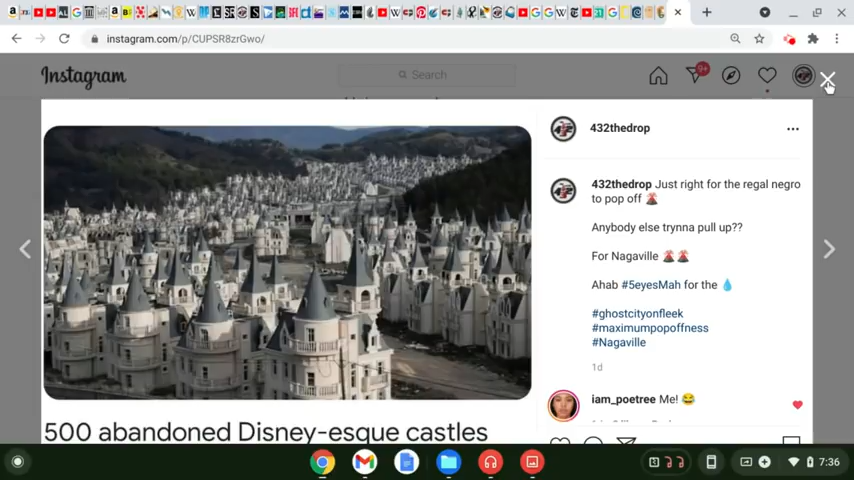 instagram.com/p/CUPSR8zrGwo/
Instagram
Search
9+
432thedrop
432thedrop Just right for the regal negro
to pop off 🌋
Anybody else trynna pull up??
For Nagaville 🌋🌋
Ahab #5eyesMah for the 💧
#ghostcityonfleek
#maximumpopoffness
#Nagaville
1d
iam_poetree Me! 😂
500 abandoned Disney-esque castles
7:36